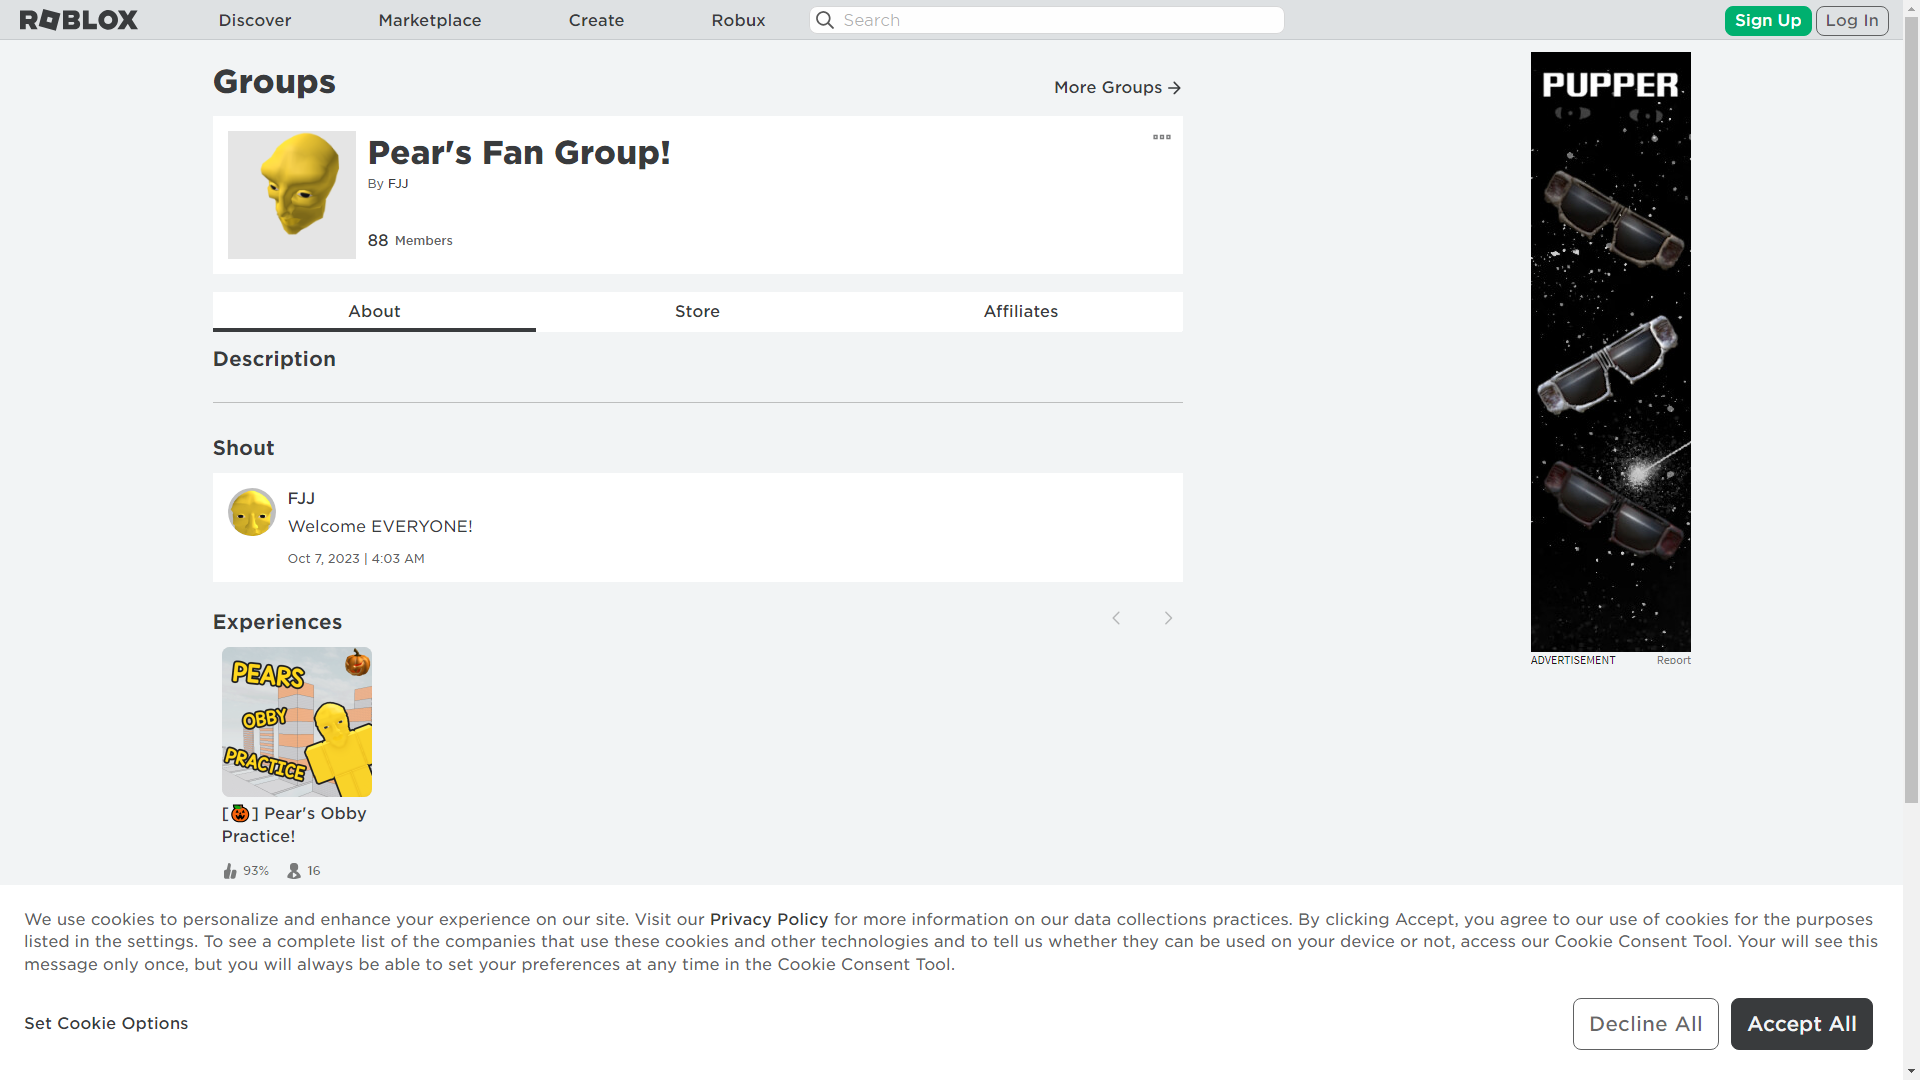 ROBLOX
Discover
Marketplace
Create
Robux
Search
Sign Up
Log In
Groups
More Groups
Pear's Fan Group!
By FJJ
88 Members
About
Store
Affiliates
Description
Shout
FJJ
Welcome EVERYONE!
Oct 7, 2023 | 4:03 AM
Experiences
PEARS
OBBY
PRACTICE
[🎃] Pear's Obby
Practice!
93%
16
PUPPER
ADVERTISEMENT
Report
We use cookies to personalize and enhance your experience on our site. Visit our Privacy Policy for more information on our data collections practices. By clicking Accept, you agree to our use of cookies for the purposes
listed in the settings. To see a complete list of the companies that use these cookies and other technologies and to tell us whether they can be used on your device or not, access our Cookie Consent Tool. Your will see this
message only once, but you will always be able to set your preferences at any time in the Cookie Consent Tool.
Set Cookie Options
Decline All
Accept All